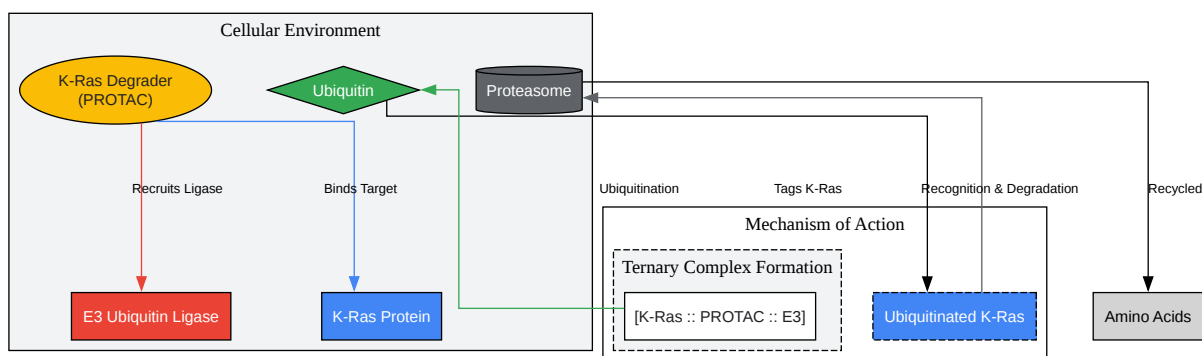 Cellular Environment
K-Ras Degrader
(PROTAC)
Ubiquitin
Proteasome
Recruits Ligase
Binds Target
Ubiquitination
Tags K-Ras
Recognition & Degradation
Recycled
Mechanism of Action
Ternary Complex Formation
E3 Ubiquitin Ligase
K-Ras Protein
[K-Ras :: PROTAC :: E3]
Ubiquitinated K-Ras
Amino Acids